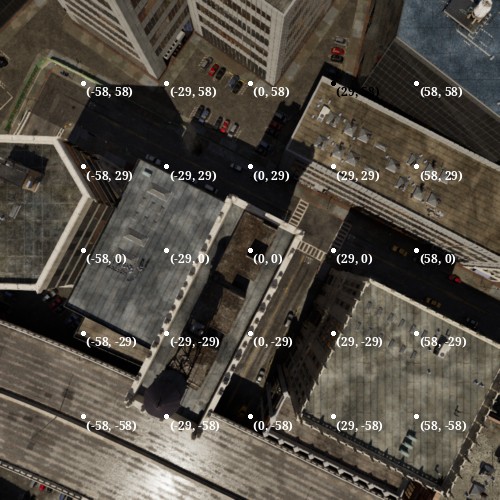 (-58, 58) (-29, 58) (0, 58) (29, 58) (58, 58)
(-58, 29) (-29, 29) (0, 29) (29, 29) (58, 29)
(-58, 0) (-29, 0) (0, 0) (29, 0) (58, 0)
(-58, -29) (-29, -29) (0, -29) (29, -29) (58, -29)
(-58, -58) (-29, -58) (0, -58) (29, -58) (58, -58)